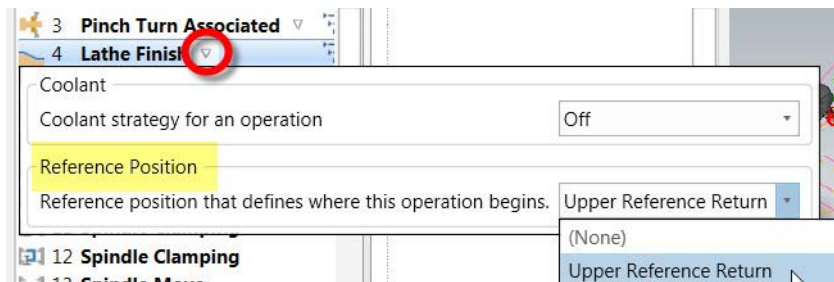 3 Pinch Turn Associated
4 Lathe Finish
Coolant
Coolant strategy for an operation Off
Reference Position
Reference position that defines where this operation begins. Upper Reference Return
(None)
12 Spindle Clamping
Upper Reference Return